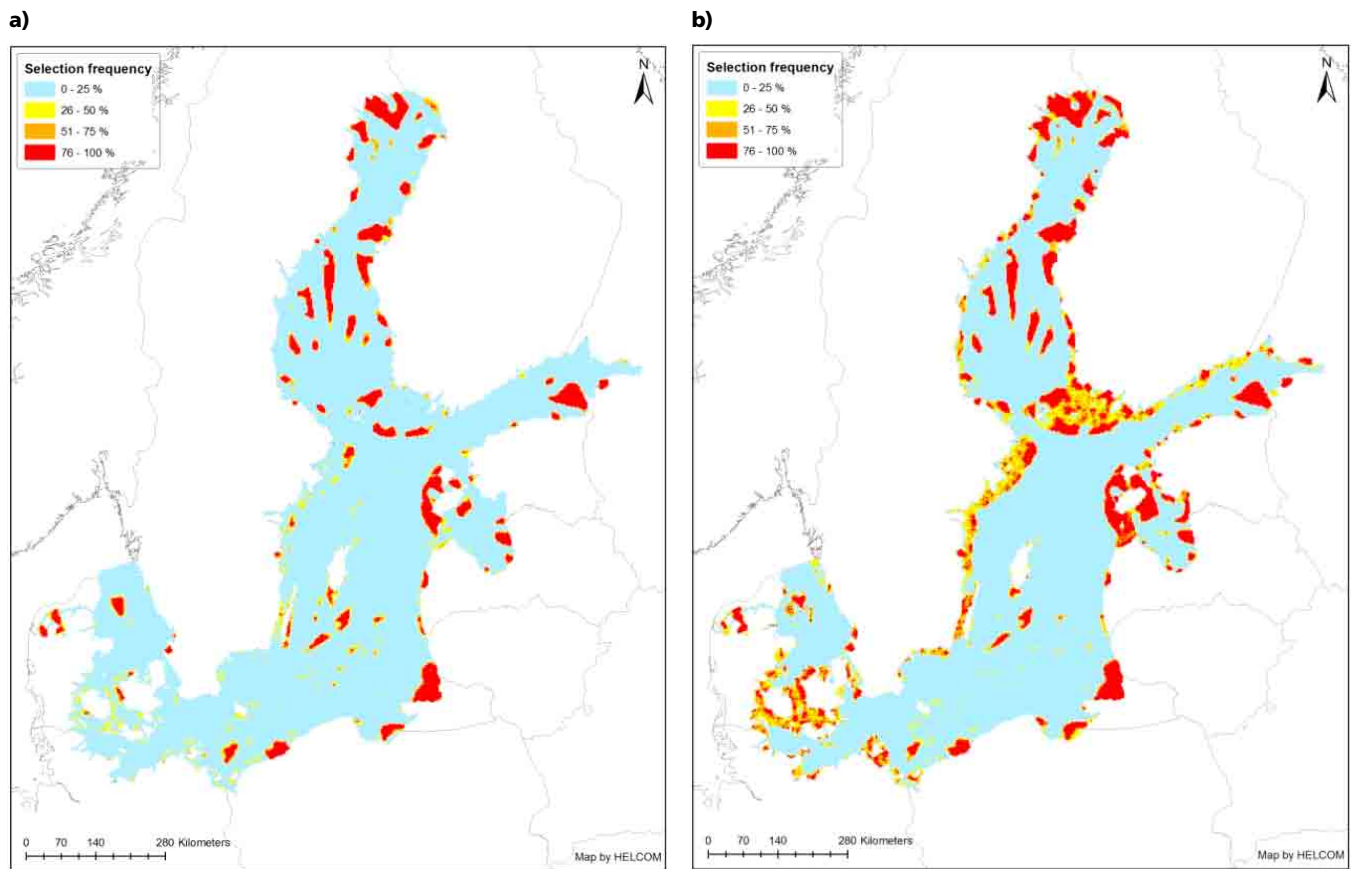 a)
Selection frequency
0 - 25 %
26 - 50 %
51 - 75 %
76 - 100 %
N
0 70 140 280 Kilometers
Map by HELCOM
b)
Selection frequency
0 - 25 %
26 - 50 %
51 - 75 %
76 - 100 %
N
0 70 140 280 Kilometers
Map by HELCOM